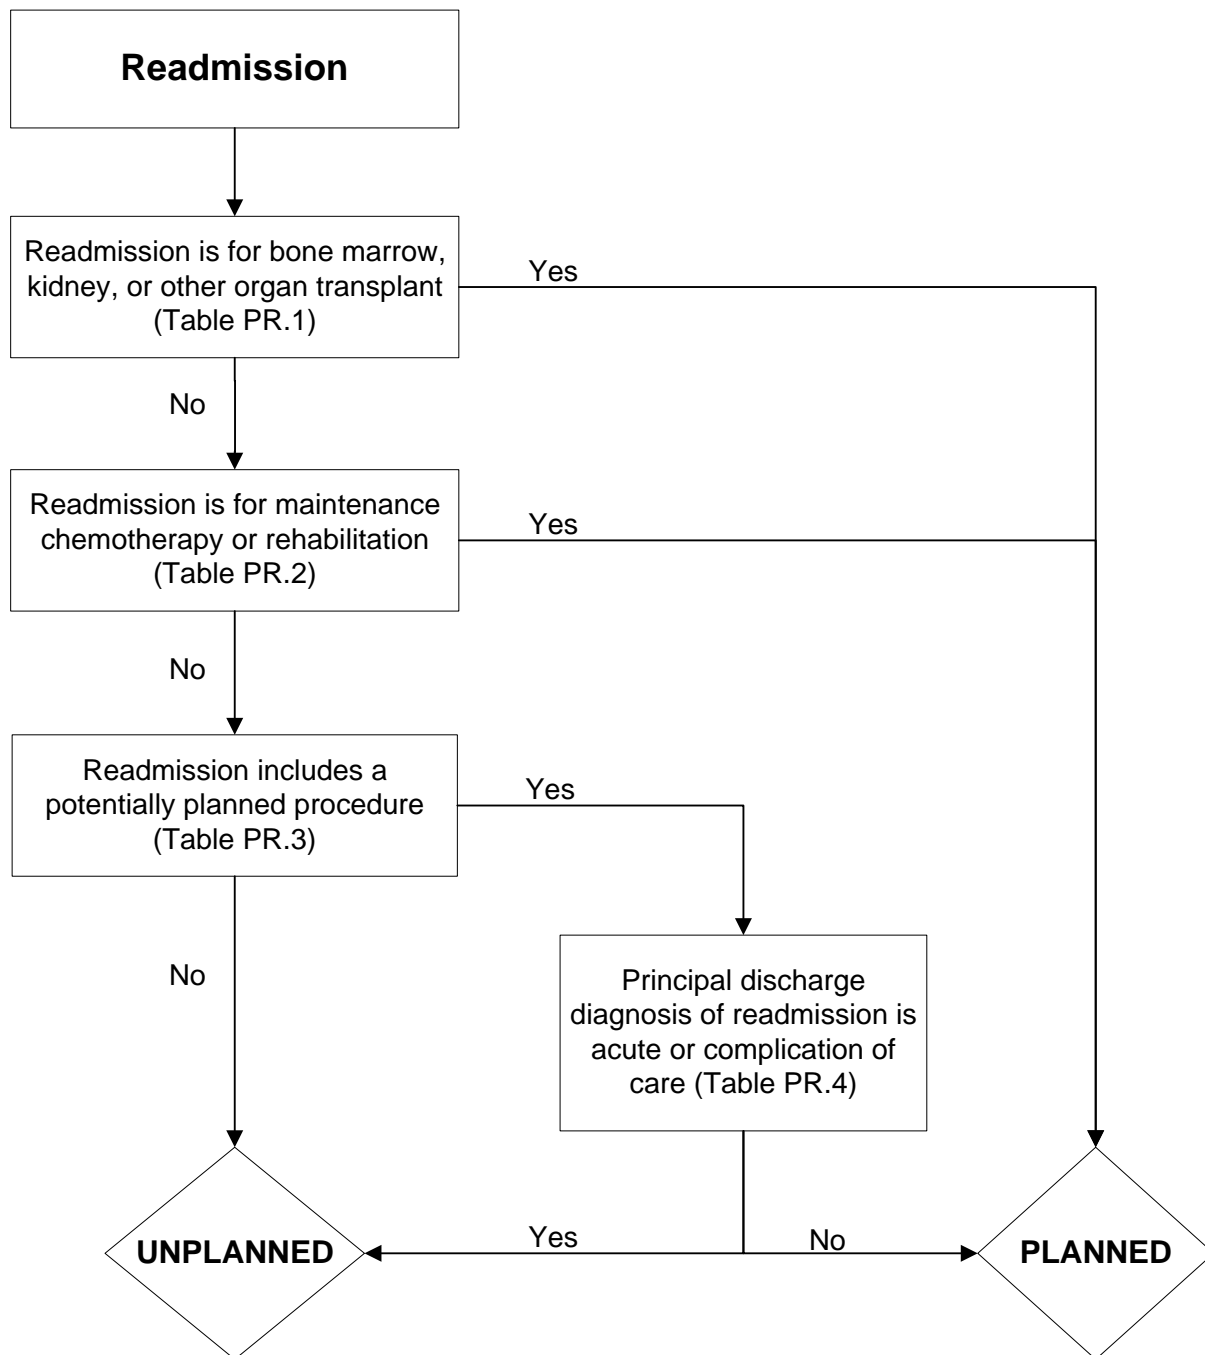 Readmission
Readmission is for bone marrow,
kidney, or other organ transplant
(Table PR.1)
Yes
No
Readmission is for maintenance
chemotherapy or rehabilitation
(Table PR.2)
Yes
No
Readmission includes a
potentially planned procedure
(Table PR.3)
Yes
No
Principal discharge
diagnosis of readmission is
acute or complication of
care (Table PR.4)
UNPLANNED
Yes
No
PLANNED